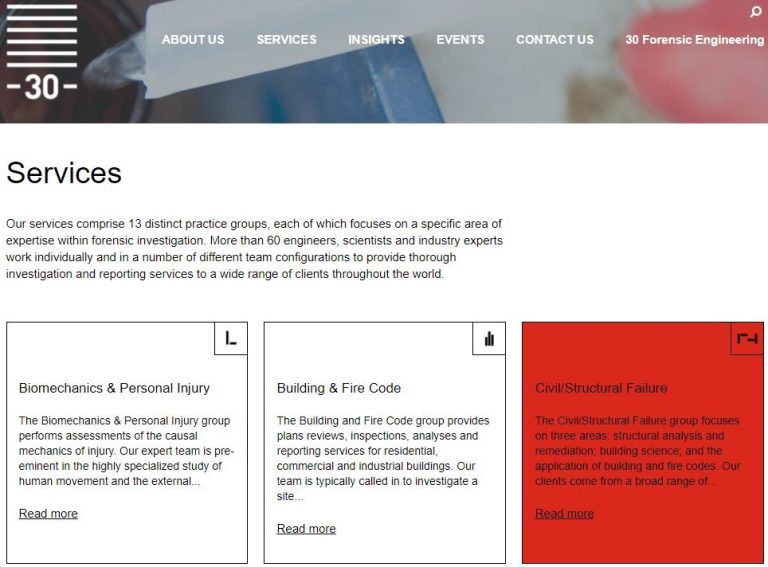 -30-
ABOUT US SERVICES INSIGHTS EVENTS CONTACT US 30 Forensic Engineering
Services
Our services comprise 13 distinct practice groups, each of which focuses on a specific area of
expertise within forensic investigation. More than 60 engineers, scientists and industry experts
work individually and in a number of different team configurations to provide thorough
investigation and reporting services to a wide range of clients throughout the world.
Biomechanics & Personal Injury
The Biomechanics & Personal Injury group
performs assessments of the causal
mechanics of injury. Our expert team is pre-
eminent in the highly specialized study of
human movement and the external...
Read more
Building & Fire Code
The Building and Fire Code group provides
plans reviews, inspections, analyses and
reporting services for residential,
commercial and industrial buildings. Our
team is typically called in to investigate a
site...
Read more
Civil/Structural Failure
The Civil/Structural Failure group focuses
on three areas: structural analysis and
remediation; building science; and the
application of building and fire codes. Our
clients come from a broad range of...
Read more